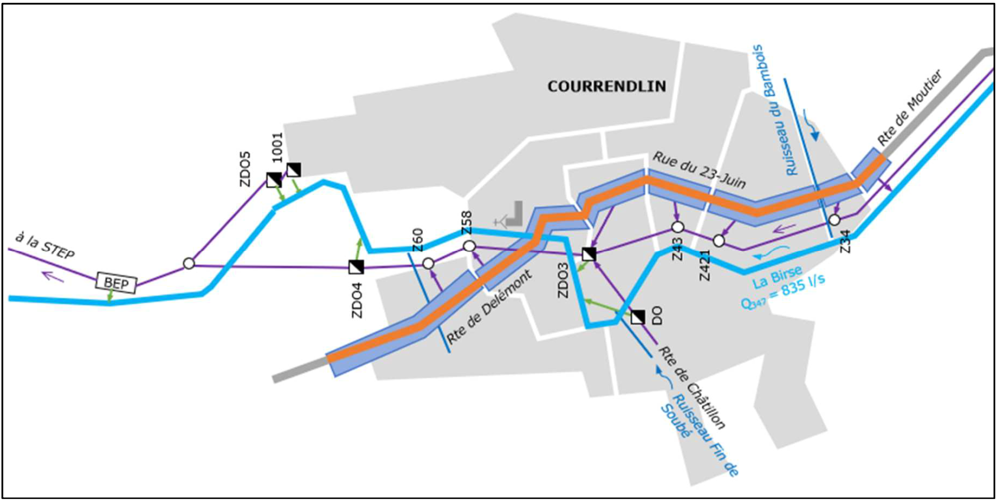 COURRENDLIN
Ruisseau du Bambois
Rte de Moutier
Rue du 23-Juin
1001
ZDO5
à la STEP
BEP
ZDO4
Z60
Z58
ZDO3
Z43
Z421
Z34
La Birse
Q347 = 835 l/s
Rte de Delémont
DO
Rte de Châtillon
Ruisseau Fin de
Soubé